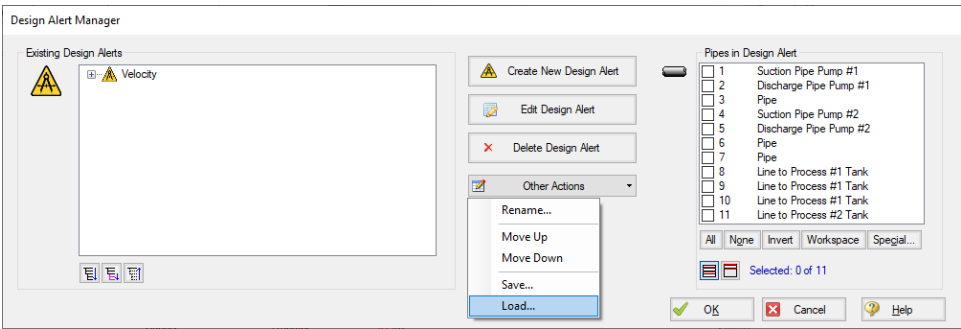 Design Alert Manager
Existing Design Alerts
Velocity
Create New Design Alert
Edit Design Alert
Delete Design Alert
Other Actions
Rename...
Move Up
Move Down
Save...
Load...
Pipes in Design Alert
1 Suction Pipe Pump #1
2 Discharge Pipe Pump #1
3 Pipe
4 Suction Pipe Pump #2
5 Discharge Pipe Pump #2
6 Pipe
7 Pipe
8 Line to Process #1 Tank
9 Line to Process #1 Tank
10 Line to Process #1 Tank
11 Line to Process #2 Tank
All None Invert Workspace Special...
Selected: 0 of 11
OK Cancel Help